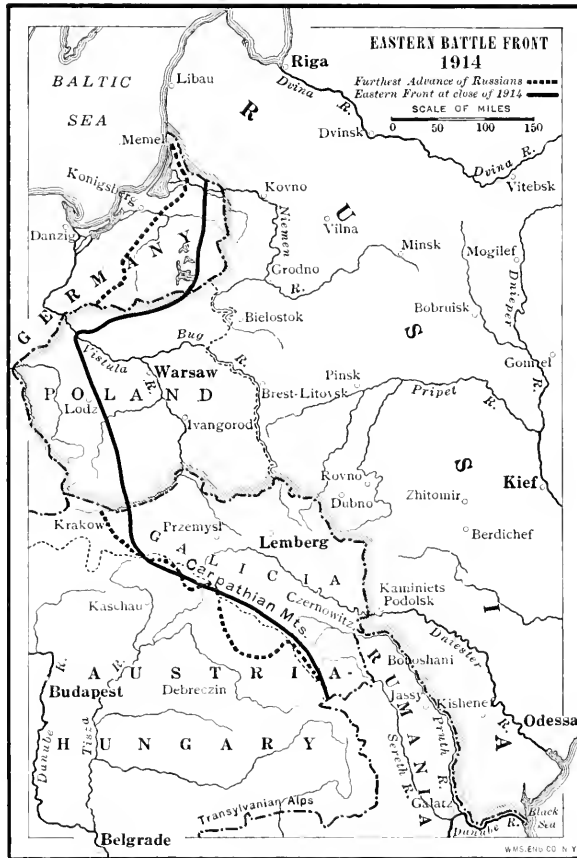 EASTERN BATTLE FRONT
1914
Furthest Advance of Russians
Eastern Front at close of 1914
SCALE OF MILES
0 50 100 150
BALTIC
SEA
Riga
Libau
Dvina R.
Memel
Dvinsk
Dvina R.
Vitebsk
Konigsberg
Kovno
Niemen
R.
Vilna
Danzig
Minsk
Mogilef
Dnieper
R.
Grodno
GERMANY
Bielostok
Bobruisk
Gomel
Vistula
R.
Bug
R.
Warsaw
POLAND
Lodz
Ivangorod
Brest-Litovsk
Pinsk
Pripet
R.
RUSSIA
Rovno
Dubno
Zhitomir
Kief
Berdichef
Krakow
Przemysl
Lemberg
GALICIA
Carpathian Mts.
Czernowitz
Kaminiets
Podolsk
Dniester
R.
Kaschau
AUSTRIA-
HUNGARY
Budapest
Debreczin
Danube
R.
Tisza
R.
Botoshani
Jassy
Kishenef
Pruth R.
Sereth R.
RUMANIA
Odessa
Galatz
Danube R.
Black
Sea
Transylvanian Alps
Belgrade
WMS. ENG CO. N Y